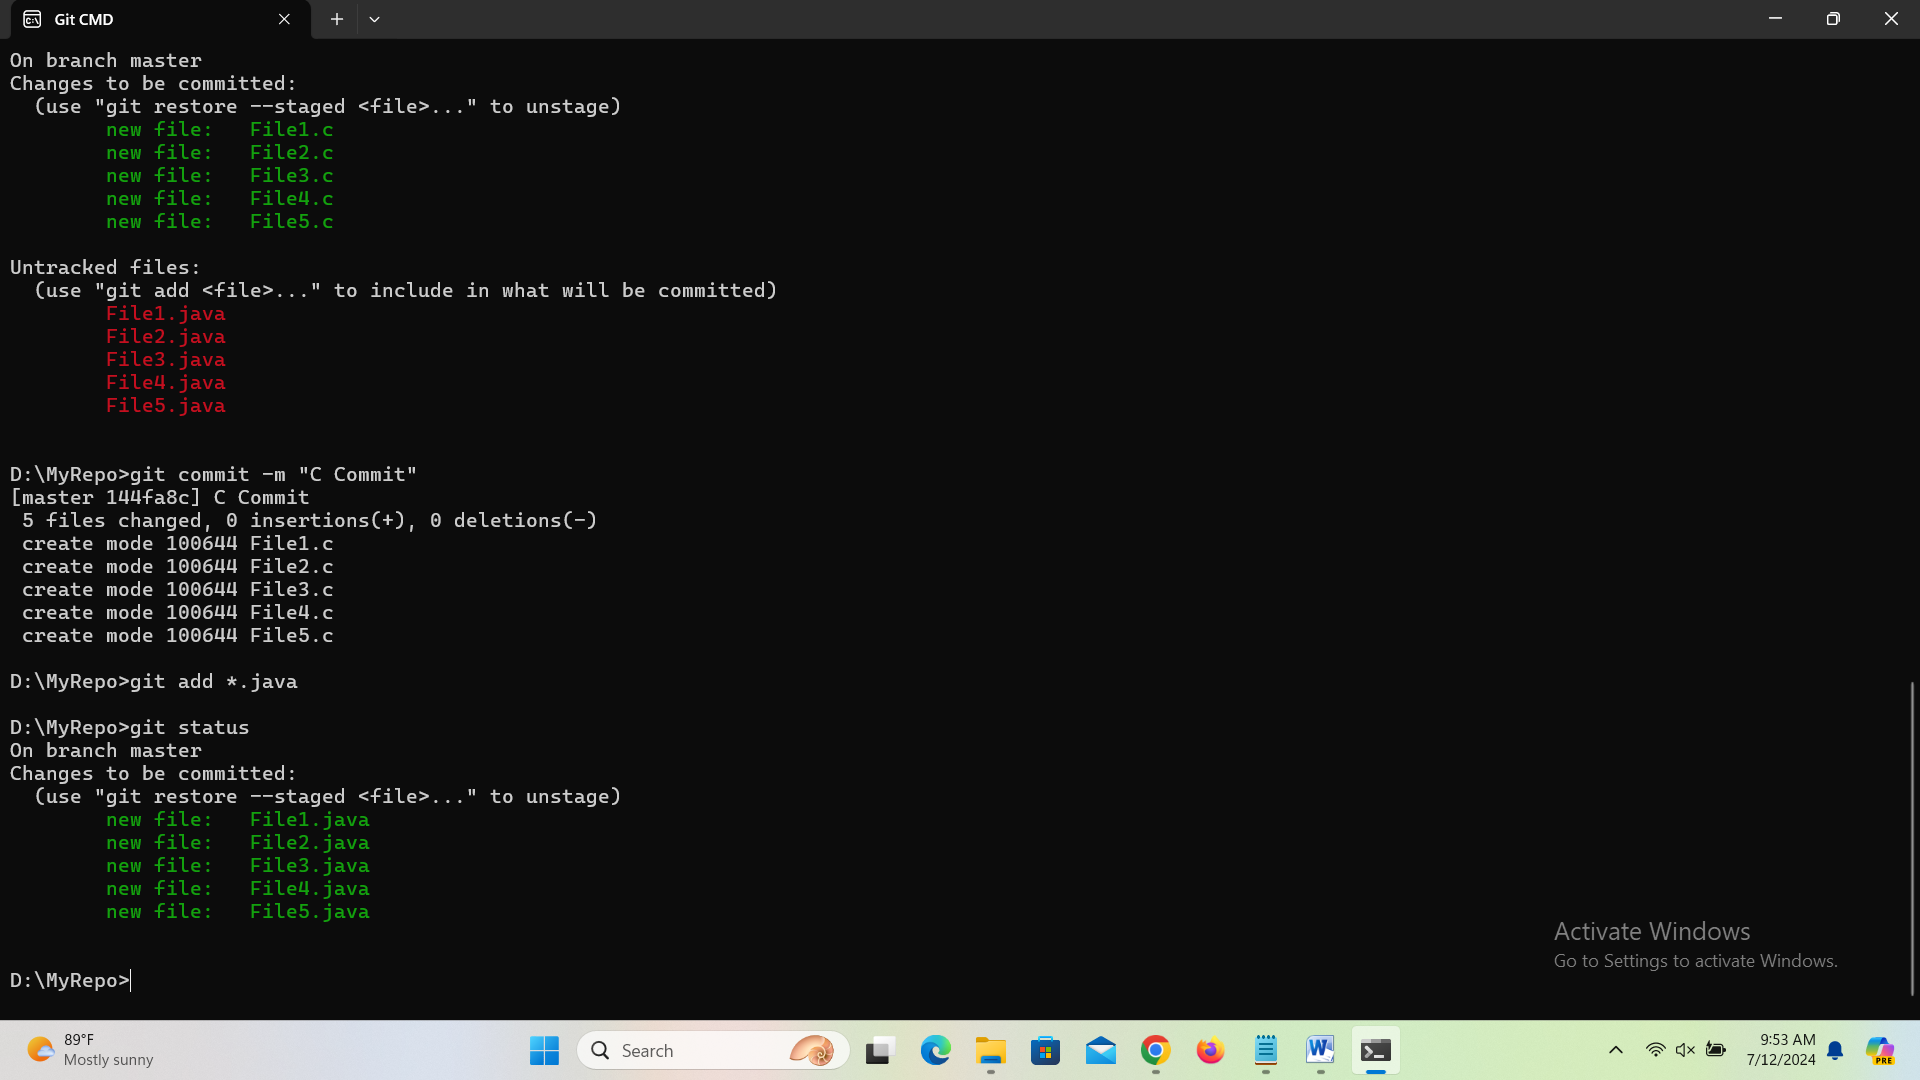 Git CMD
On branch master
Changes to be committed:
  (use "git restore --staged <file>..." to unstage)
        new file:   File1.c
        new file:   File2.c
        new file:   File3.c
        new file:   File4.c
        new file:   File5.c

Untracked files:
  (use "git add <file>..." to include in what will be committed)
        File1.java
        File2.java
        File3.java
        File4.java
        File5.java

D:\MyRepo>git commit -m "C Commit"
[master 144fa8c] C Commit
 5 files changed, 0 insertions(+), 0 deletions(-)
 create mode 100644 File1.c
 create mode 100644 File2.c
 create mode 100644 File3.c
 create mode 100644 File4.c
 create mode 100644 File5.c

D:\MyRepo>git add *.java

D:\MyRepo>git status
On branch master
Changes to be committed:
  (use "git restore --staged <file>..." to unstage)
        new file:   File1.java
        new file:   File2.java
        new file:   File3.java
        new file:   File4.java
        new file:   File5.java

D:\MyRepo>
Activate Windows
Go to Settings to activate Windows.
89°F
Mostly sunny
Search
9:53 AM
7/12/2024
PRE